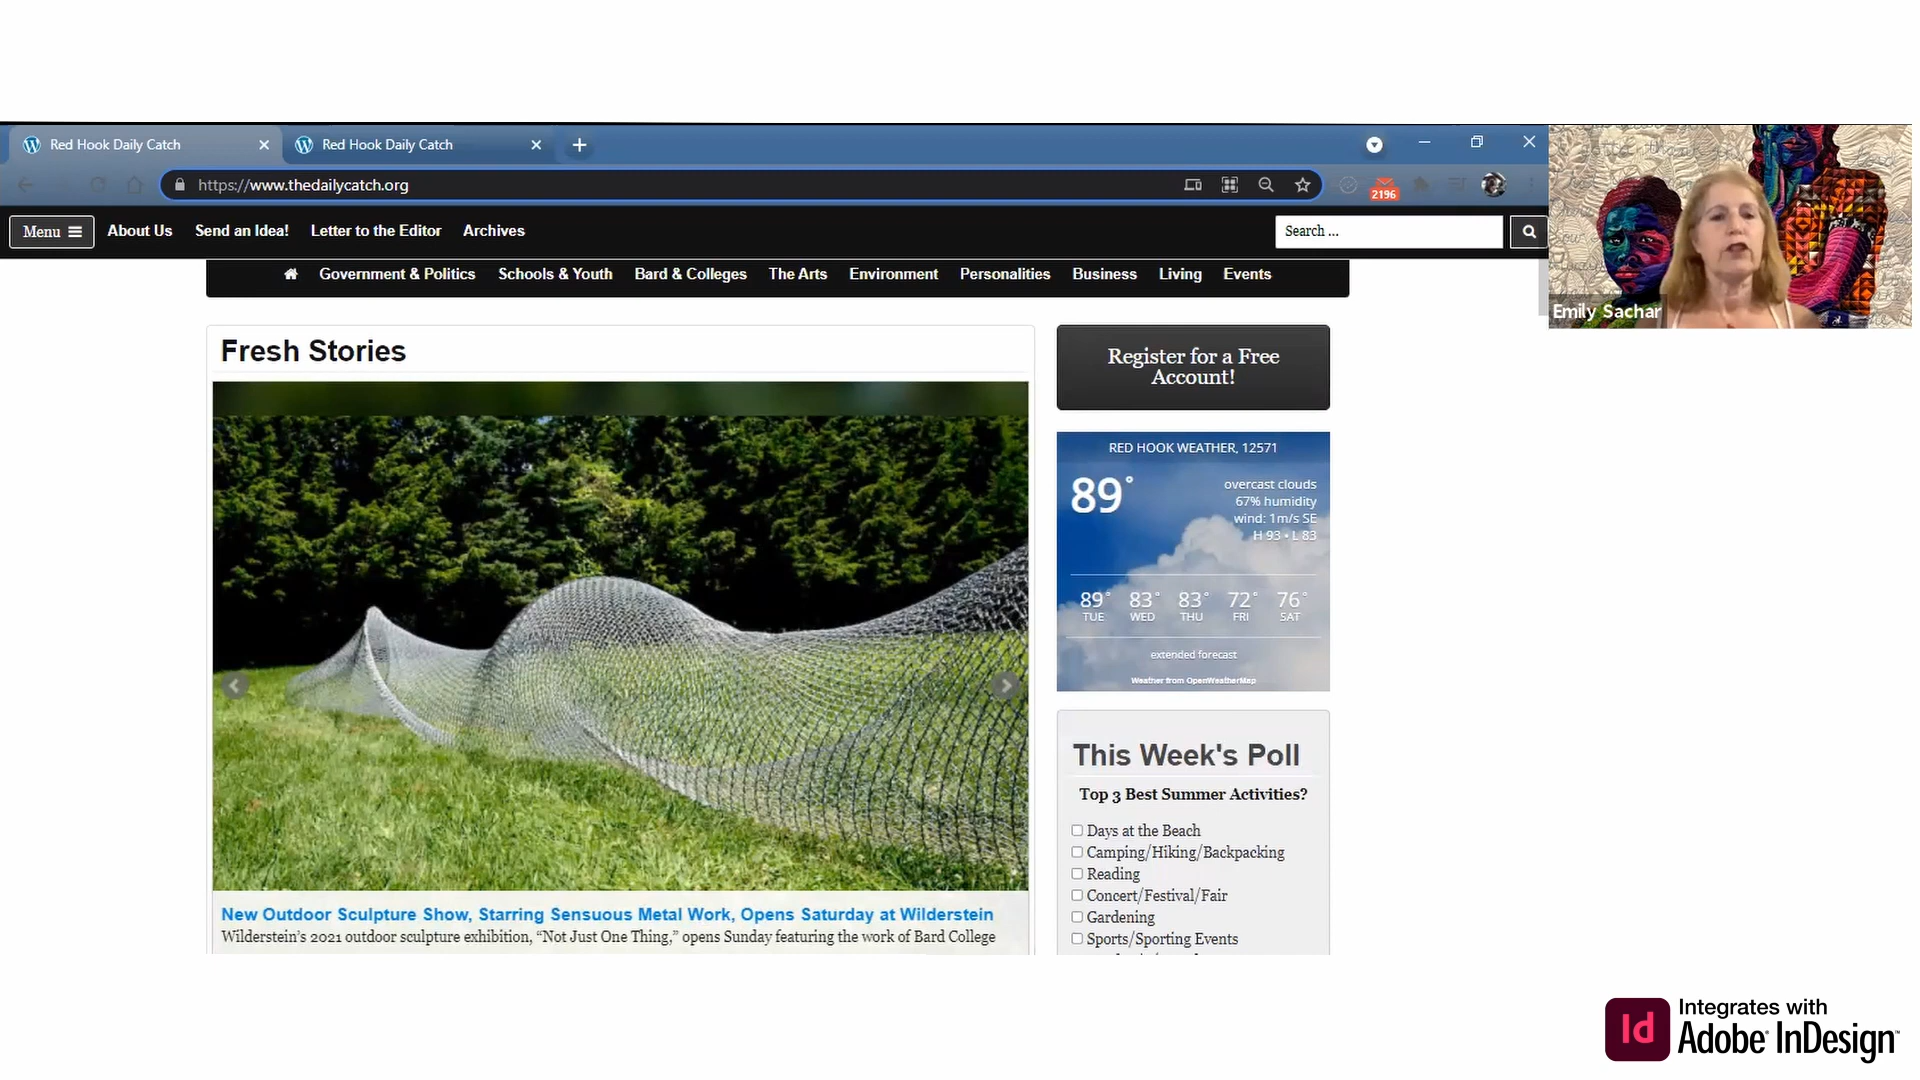 Red Hook Daily Catch
Red Hook Daily Catch
https://www.thedailycatch.org
2196
Menu
About Us
Send an Idea!
Letter to the Editor
Archives
Search ...
Government & Politics
Schools & Youth
Bard & Colleges
The Arts
Environment
Personalities
Business
Living
Events
Emily Sachar
Fresh Stories
New Outdoor Sculpture Show, Starring Sensuous Metal Work, Opens Saturday at Wilderstein
Wilderstein's 2021 outdoor sculpture exhibition, “Not Just One Thing,” opens Sunday featuring the work of Bard College
Register for a Free
Account!
RED HOOK WEATHER, 12571
89°
overcast clouds
67% humidity
wind: 1m/s SE
H 93 • L 83
89° 83° 83° 72° 76°
TUE WED THU FRI SAT
extended forecast
Weather from OpenWeatherMap
This Week's Poll
Top 3 Best Summer Activities?
Days at the Beach
Camping/Hiking/Backpacking
Reading
Concert/Festival/Fair
Gardening
Sports/Sporting Events
Id
Integrates with
Adobe® InDesign™